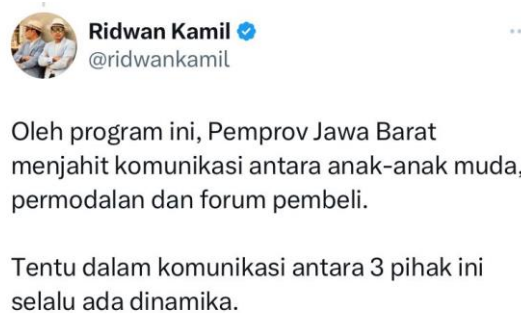 Ridwan Kamil
@ridwankamil
Oleh program ini, Pemprov Jawa Barat
menjahit komunikasi antara anak-anak muda,
permodalan dan forum pembeli.
Tentu dalam komunikasi antara 3 pihak ini
selalu ada dinamika.